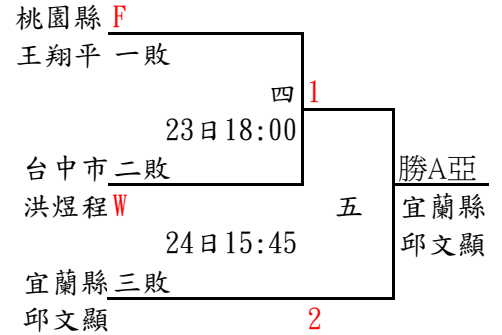 桃園縣 F
王翔平 一敗
四 1
23日18:00
台中市 二敗
勝A亞
洪煜程 W
五
宜蘭縣
24日15:45
邱文顯
宜蘭縣 三敗
邱文顯
2